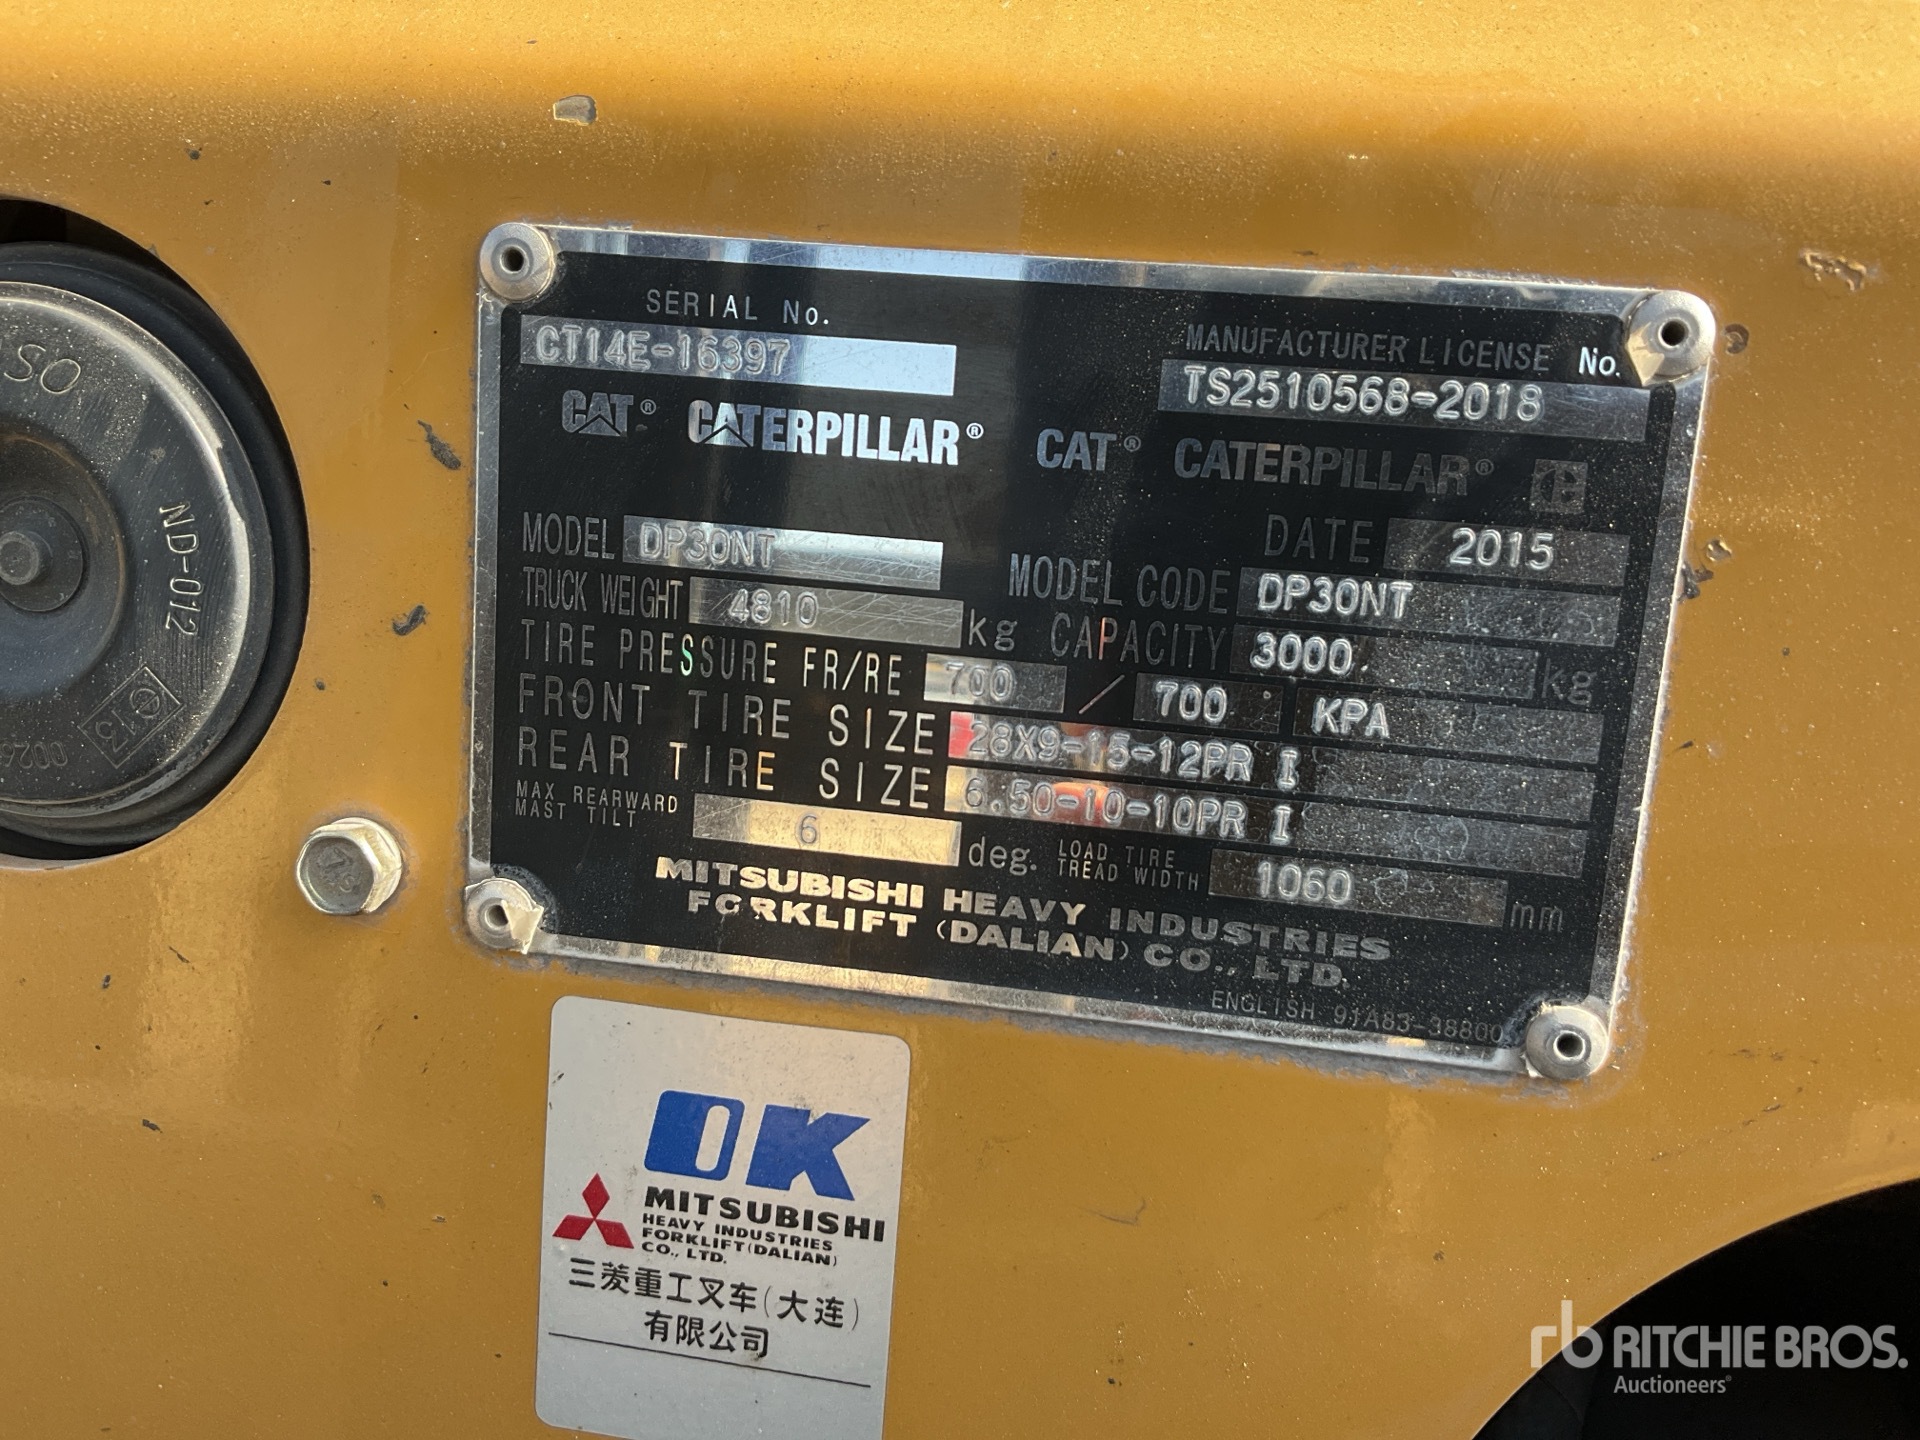 SERIAL No.
CT14E-16397
MANUFACTURER LICENSE No.
TS2510568-2018
CAT® CATERPILLAR® CAT® CATERPILLAR®
MODEL DP30NT
DATE 2015
TRUCK WEIGHT 4810 kg
MODEL CODE DP30NT
CAPACITY 3000 kg
TIRE PRESSURE FR/RE 700 / 700 KPA
FRONT TIRE SIZE 28X9-15-12PR I
REAR TIRE SIZE 6.50-10-10PR I
MAX REARWARD
MAST TILT 6 deg.
LOAD TIRE
TREAD WIDTH 1060 mm
MITSUBISHI HEAVY INDUSTRIES
FORKLIFT (DALIAN) CO., LTD.
ENGLISH 91A83-38800
ND-012
13
OK
MITSUBISHI
HEAVY INDUSTRIES
FORKLIFT(DALIAN)
CO., LTD.
三菱重工叉车(大连)
有限公司
rb RITCHIE BROS.
Auctioneers®